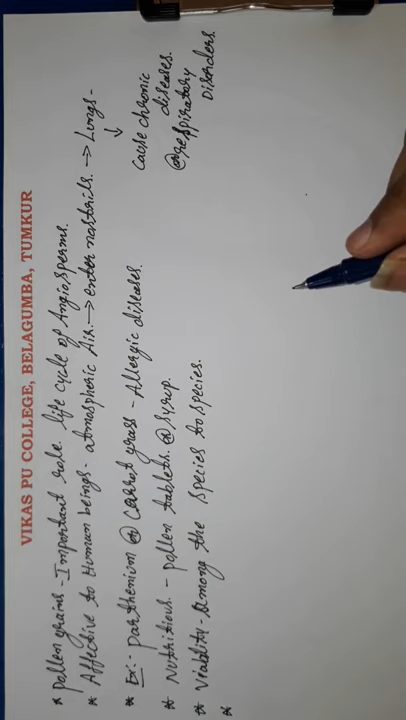 VIKAS PU COLLEGE, BELAGUMBA, TUMKUR
* Pollen grains - Important role life cycle of Angiosperms.
* Affective to Human beings - atomospheric Air. → enter nostrils. → Lungs -
↓
cause chronic
diseases.
@ respiratory
Disorders.
* Ex:- parthenium @ carrot grass - Allergic diseases.
* Nutritious. - pollen tablets @ syrup.
* Viability - Among the species to species.
*